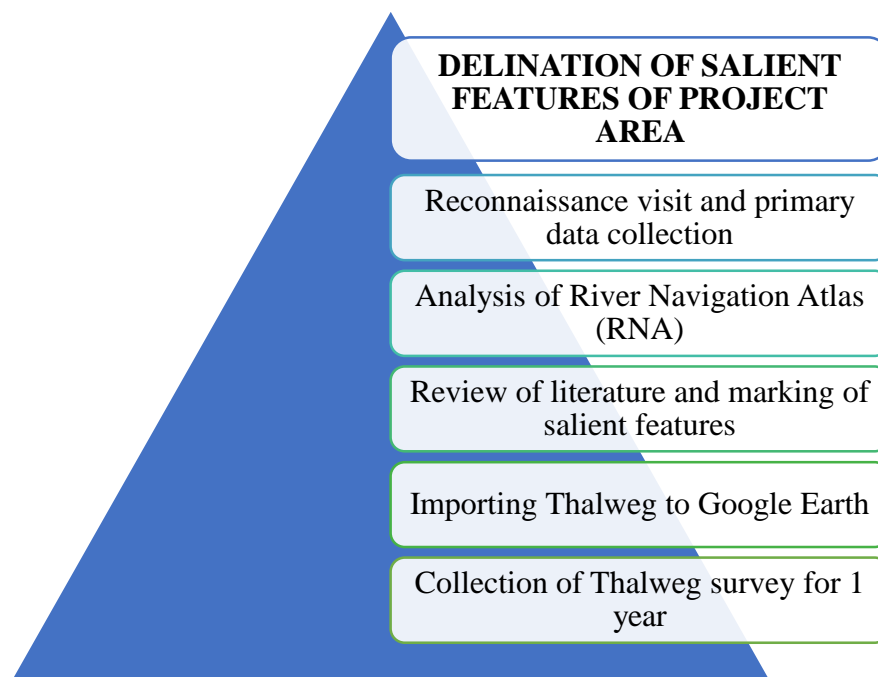 DELINATION OF SALIENT
FEATURES OF PROJECT
AREA
Reconnaissance visit and primary
data collection
Analysis of River Navigation Atlas
(RNA)
Review of literature and marking of
salient features
Importing Thalweg to Google Earth
Collection of Thalweg survey for 1
year